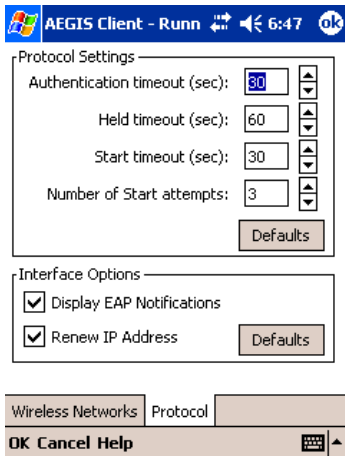 AEGIS Client - Runn 6:47 ok
Protocol Settings
Authentication timeout (sec): 30
Held timeout (sec): 60
Start timeout (sec): 30
Number of Start attempts: 3
Defaults
Interface Options
Display EAP Notifications
Renew IP Address Defaults
Wireless Networks Protocol
OK Cancel Help